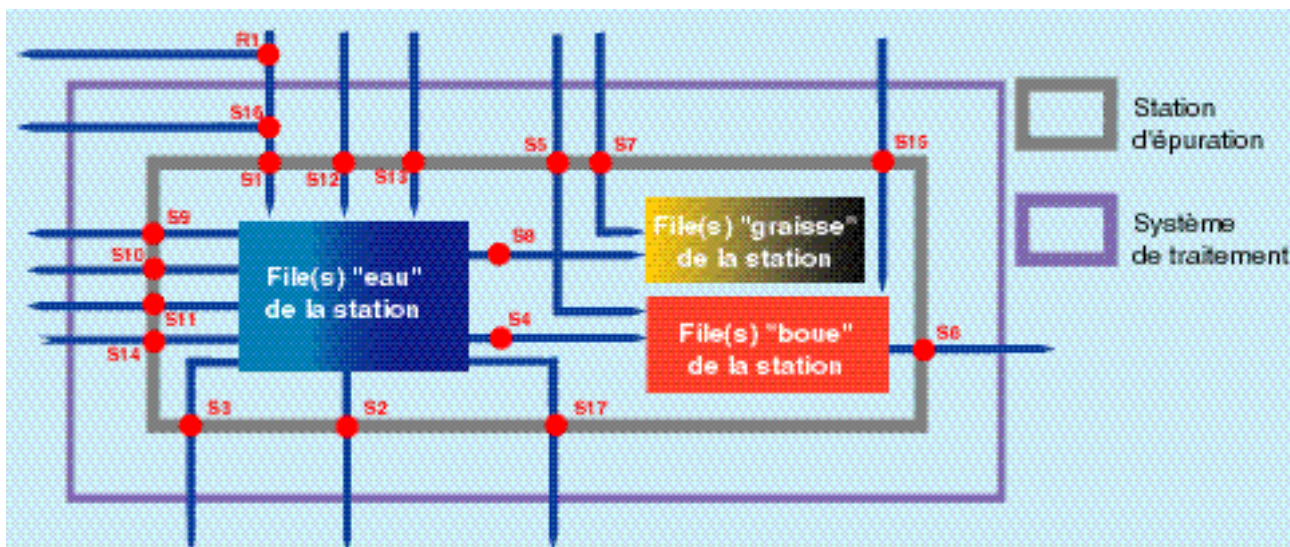 R1
S16
S1
S12
S13
S5
S7
S15
Station
d'épuration
S9
S10
S11
S14
File(s) "eau"
de la station
S8
S4
File(s) "graisse"
de la station
File(s) "boue"
de la station
S6
Système
de traitement
S3
S2
S17